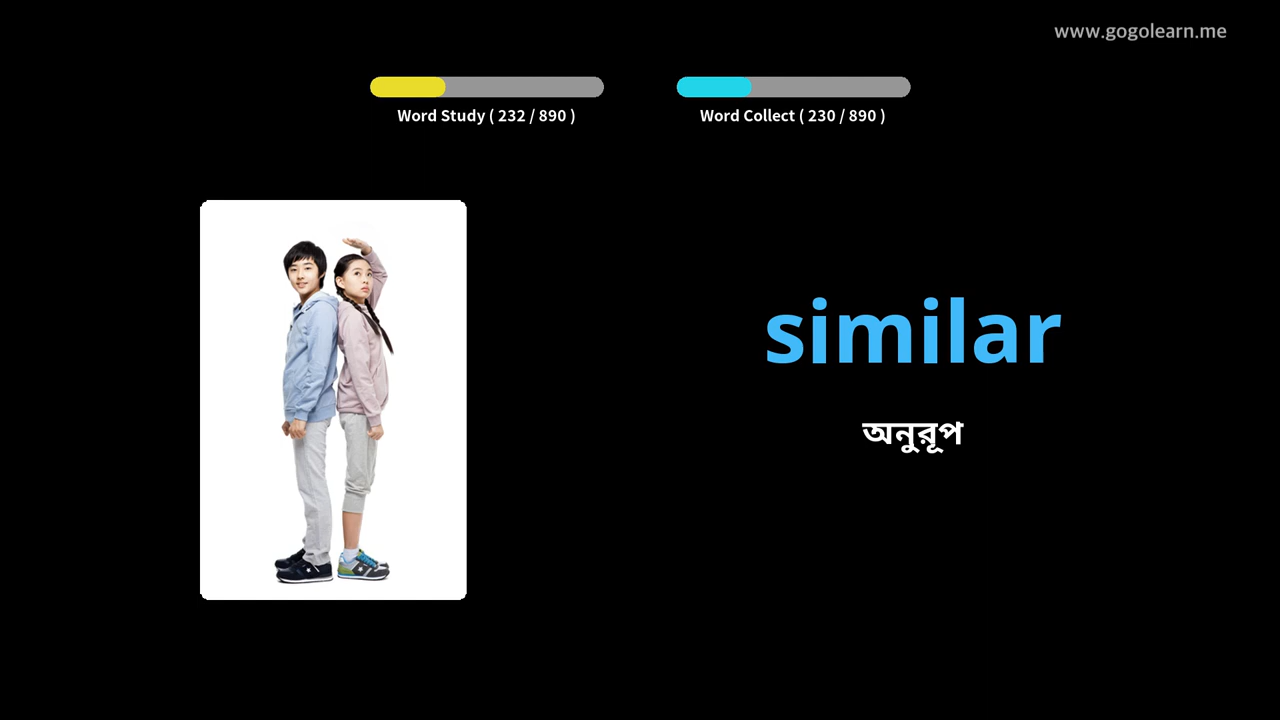 www.gogolearn.me
Word Study ( 232 / 890 )
Word Collect ( 230 / 890 )
similar
অনুরূপ